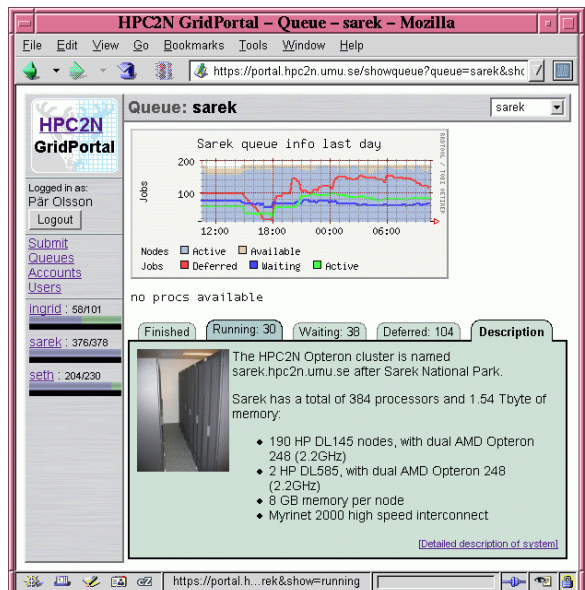 HPC2N GridPortal – Queue – sarek – Mozilla
File Edit View Go Bookmarks Tools Window Help
https://portal.hpc2n.umu.se/showqueue?queue=sarek&shc
HPC2N
GridPortal
Logged in as:
Pär Olsson
Logout
Submit
Queues
Accounts
Users
ingrid : 58/101
sarek : 376/378
seth : 204/230
Queue: sarek
sarek
Sarek queue info last day
RRDTOOL / TOBI OETIKER
Jobs
200
100
12:00 18:00 00:00 06:00
Nodes Active Available
Jobs Deferred Waiting Active
no procs available
Finished Running: 30 Waiting: 38 Deferred: 104 Description
The HPC2N Opteron cluster is named
sarek.hpc2n.umu.se after Sarek National Park.
Sarek has a total of 384 processors and 1.54 Tbyte of
memory:
190 HP DL145 nodes, with dual AMD Opteron
248 (2.2GHz)
2 HP DL585, with dual AMD Opteron 248
(2.2GHz)
8 GB memory per node
Myrinet 2000 high speed interconnect
[Detailed description of system]
https://portal.h...rek&show=running